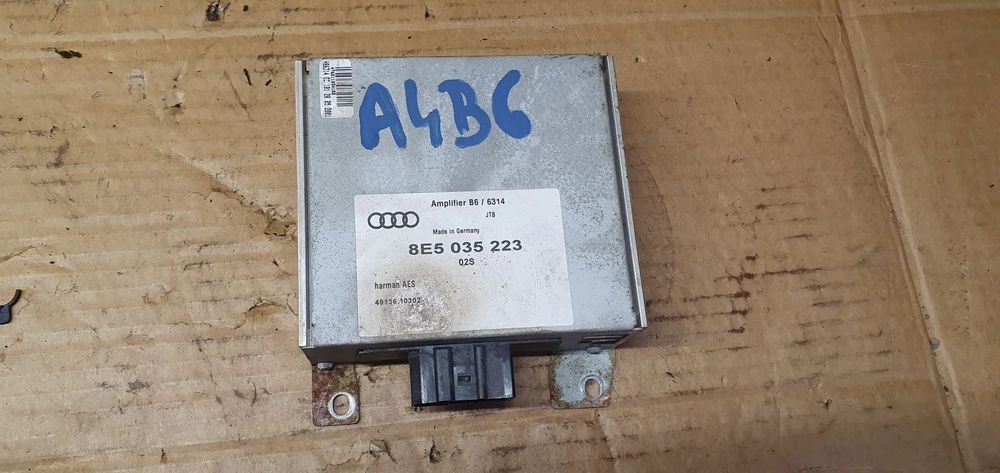 A4B6
Amplifier B6 / 6314
JTB
Made in Germany
8E5 035 223
02S
harman AES
49136.10302